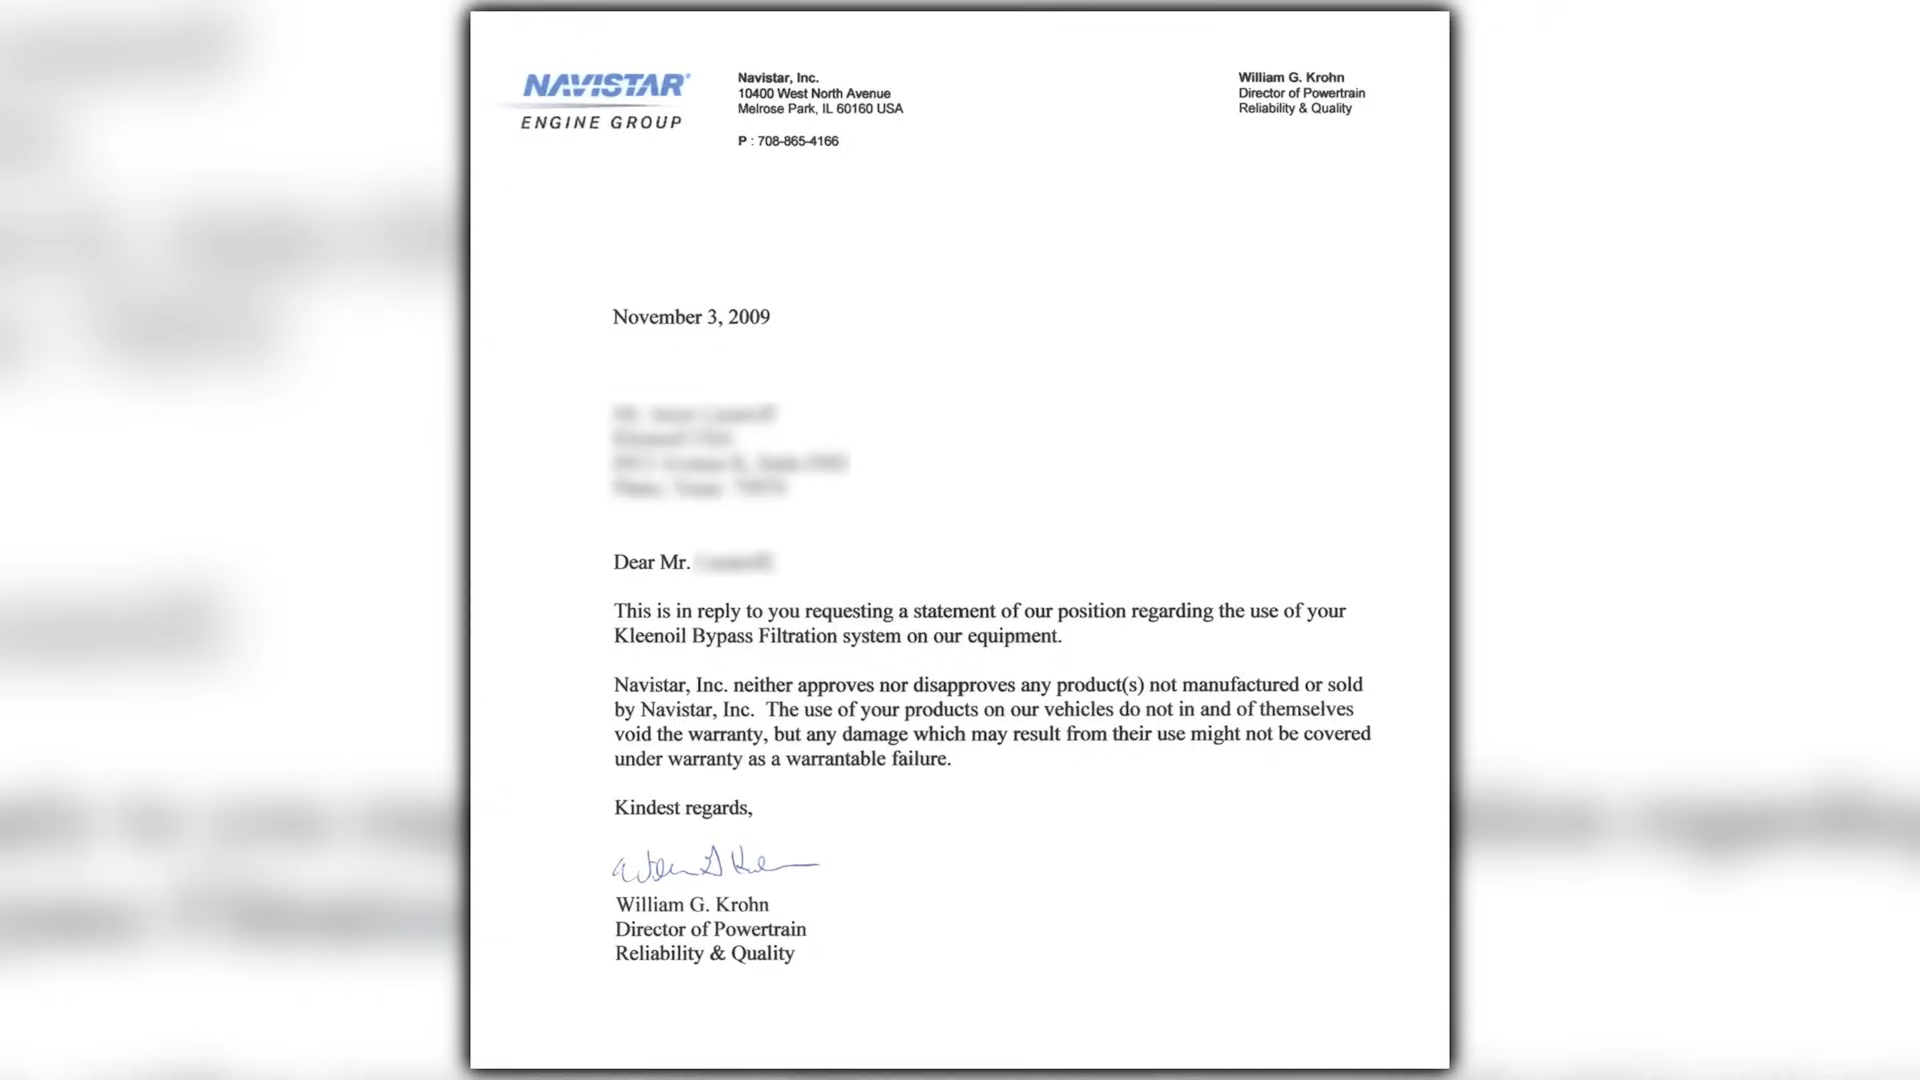 NAVISTAR®
ENGINE GROUP
Navistar, Inc.
10400 West North Avenue
Melrose Park, IL 60160 USA
P : 708-865-4166
William G. Krohn
Director of Powertrain
Reliability & Quality
November 3, 2009
Dear Mr.
This is in reply to you requesting a statement of our position regarding the use of your
Kleenoil Bypass Filtration system on our equipment.
Navistar, Inc. neither approves nor disapproves any product(s) not manufactured or sold
by Navistar, Inc.  The use of your products on our vehicles do not in and of themselves
void the warranty, but any damage which may result from their use might not be covered
under warranty as a warrantable failure.
Kindest regards,
William G. Krohn
Director of Powertrain
Reliability & Quality